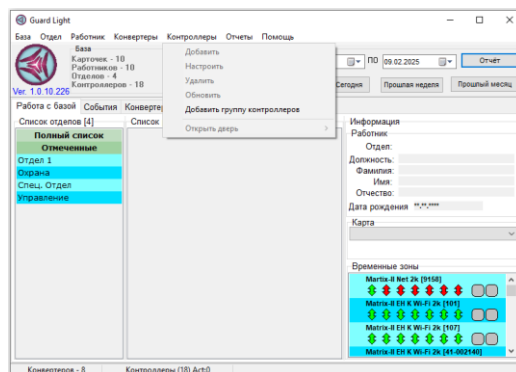 Guard Light
База Отдел Работник Конвертеры Контроллеры Отчеты Помощь
База
Карточек - 10
Работников - 10
Отделов - 4
Контроллеров - 18
Ver. 1.0.10.226
Добавить
Настроить
Удалить
Обновить
Добавить группу контроллеров
Открыть дверь
ПО 09.02.2025 Отчёт
Сегодня Прошлая неделя Прошлый месяц
Работа с базой События Конвертер
Список отделов [4]
Полный список
Отмеченные
Отдел 1
Охрана
Спец. Отдел
Управление
Список
Информация
Работник
Отдел:
Должность:
Фамилия:
Имя:
Отчество:
Дата рождения **.**.****
Карта
Временные зоны
Martix-II Net 2k [9158]
Matrix-II EH K Wi-Fi 2k [101]
Matrix-II EH K Wi-Fi 2k [107]
Matrix-II EH K Wi-Fi 2k [41-002140]
Конвертеров - 8 Контроллеры (18) Act:0